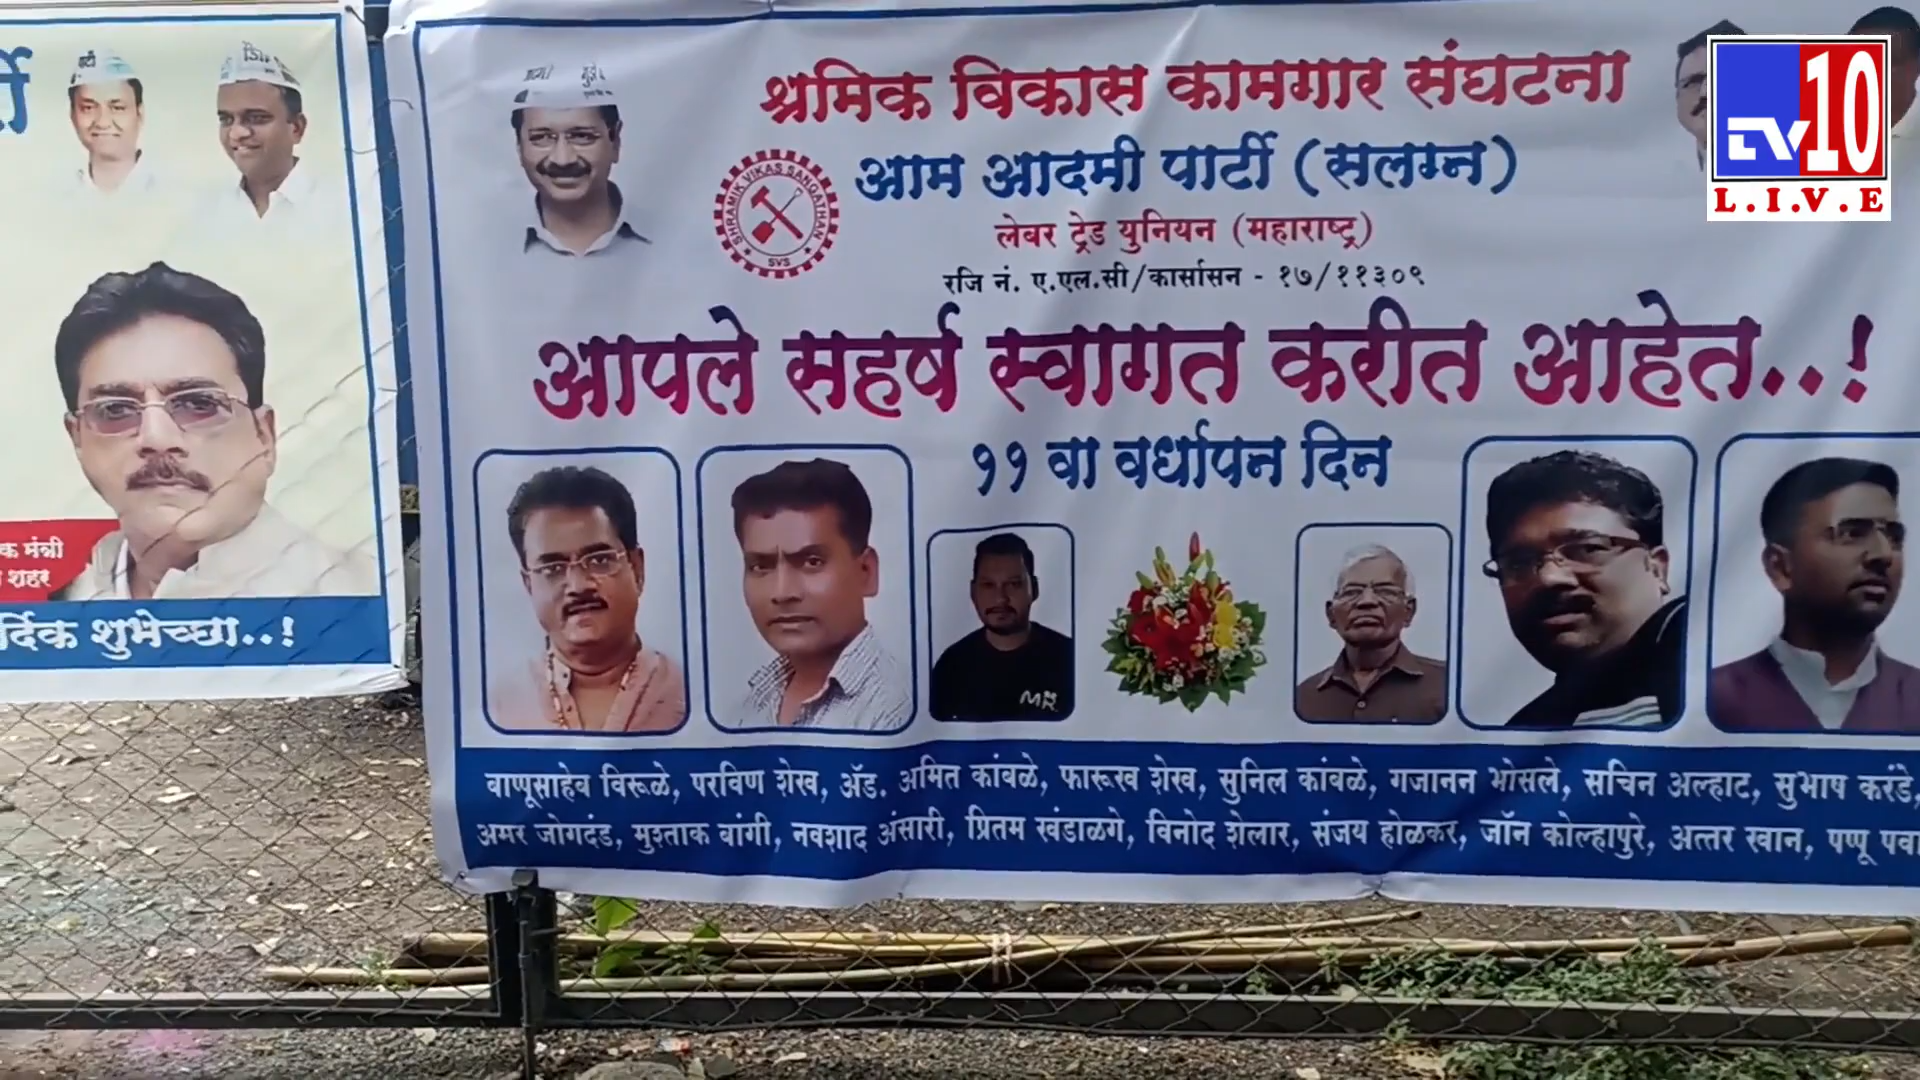 र्टी
क मंत्री
शहर
र्दिक शुभेच्छा..!
श्रमिक विकास कामगार संघटना
आम आदमी पार्टी (सलग्न)
लेबर ट्रेड युनियन (महाराष्ट्र)
रजि नं. ए.एल.सी/कार्सासन - १७/११३०९
SHRAMIK VIKAS SANGATHAN
SVS
आपले सहर्ष स्वागत करीत आहेत..!
११ वा वर्धापन दिन
MR
बाप्पूसाहेब विरूळे, परविण शेख, ॲड. अमित कांबळे, फारूख शेख, सुनिल कांबळे, गजानन भोसले, सचिन अल्हाट, सुभाष करंडे,
अमर जोगदंड, मुश्ताक बांगी, नवशाद अंसारी, प्रितम खंडाळगे, विनोद शेलार, संजय होळकर, जॉन कोल्हापुरे, अत्तर खान, पप्पू पवा
TV10
L.I.V.E